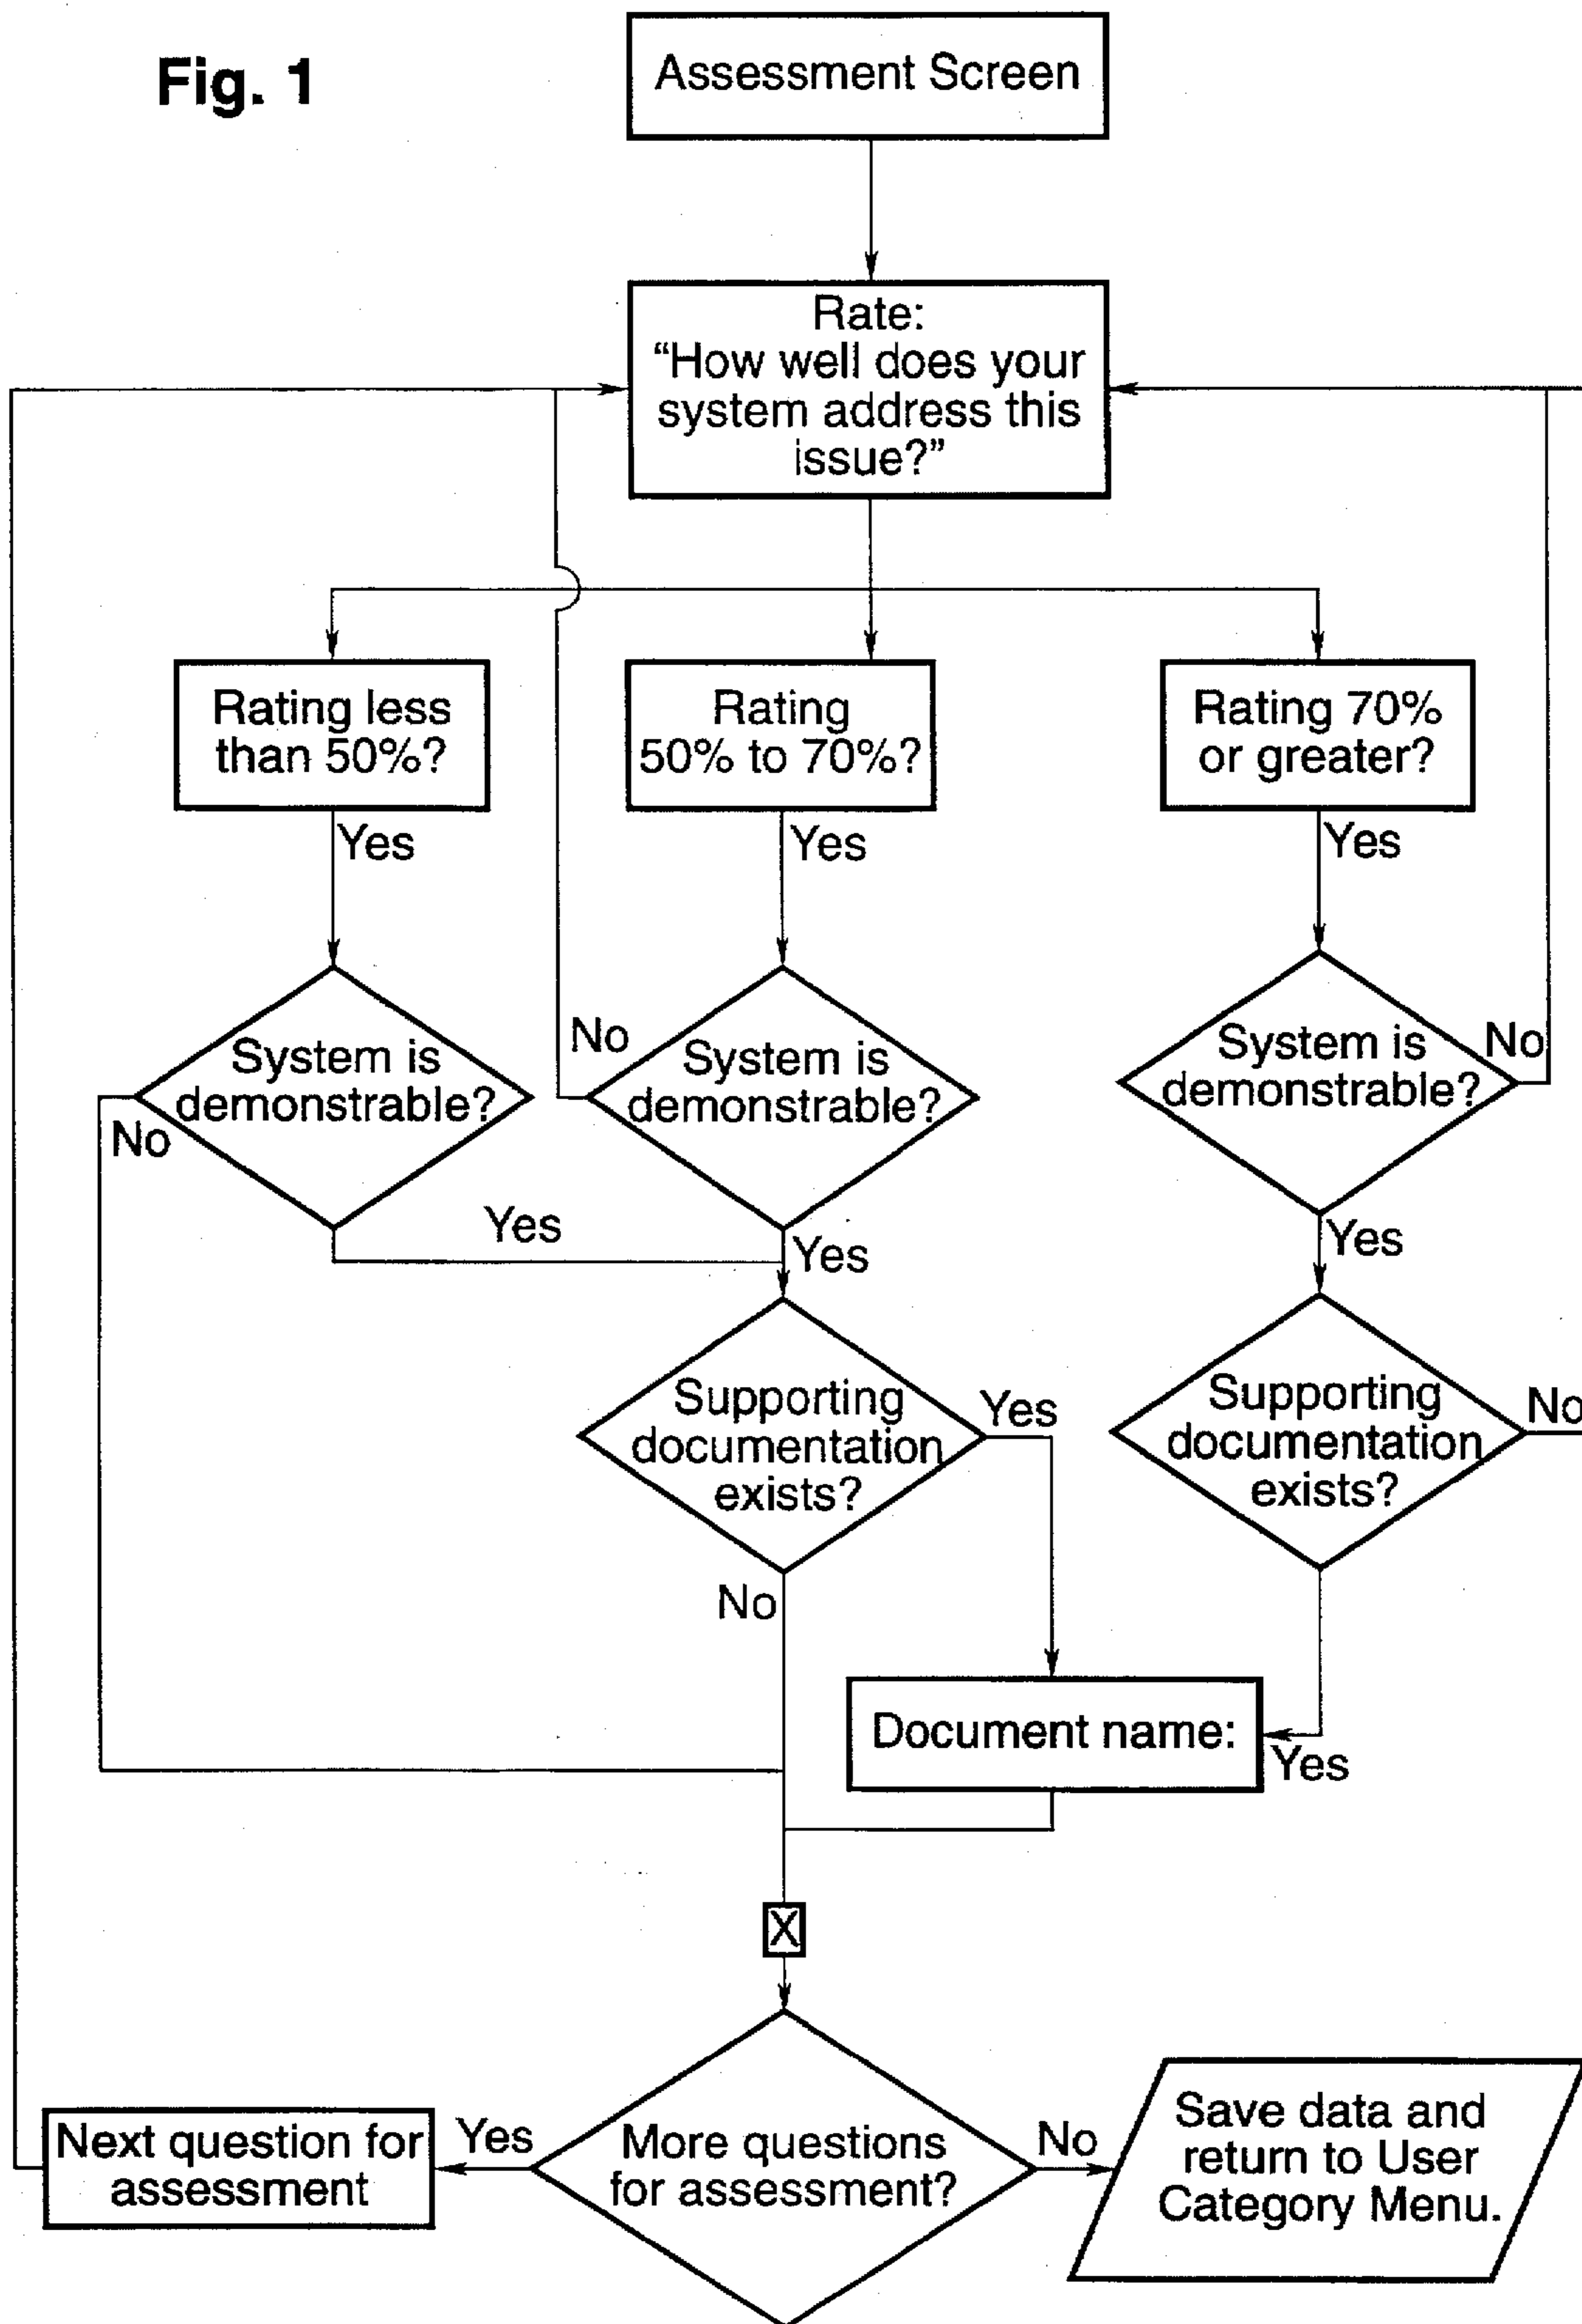 Fig. 1
Assessment Screen
Rate:
“How well does your
system address this
issue?”
Rating less
than 50%?
Rating
50% to 70%?
Rating 70%
or greater?
Yes
Yes
Yes
System is
demonstrable?
No
No
System is
demonstrable?
System is
demonstrable?
No
Yes
Yes
Yes
Supporting
documentation
exists?
Yes
No
Supporting
documentation
exists?
No
Document name:
Yes
X
More questions
for assessment?
Yes
No
Next question for
assessment
Save data and
return to User
Category Menu.